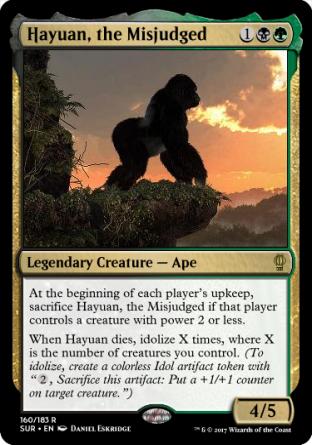 Hayuan, the Misjudged 1
Legendary Creature — Ape
At the beginning of each player's upkeep,
sacrifice Hayuan, the Misjudged if that player
controls a creature with power 2 or less.
When Hayuan dies, idolize X times, where X
is the number of creatures you control. (To
idolize, create a colorless Idol artifact token with
“2, Sacrifice this artifact: Put a +1/+1 counter
on target creature.”)
4/5
160/183 R
SUR • EN Daniel Eskridge
™ & © 2017 Wizards of the Coast